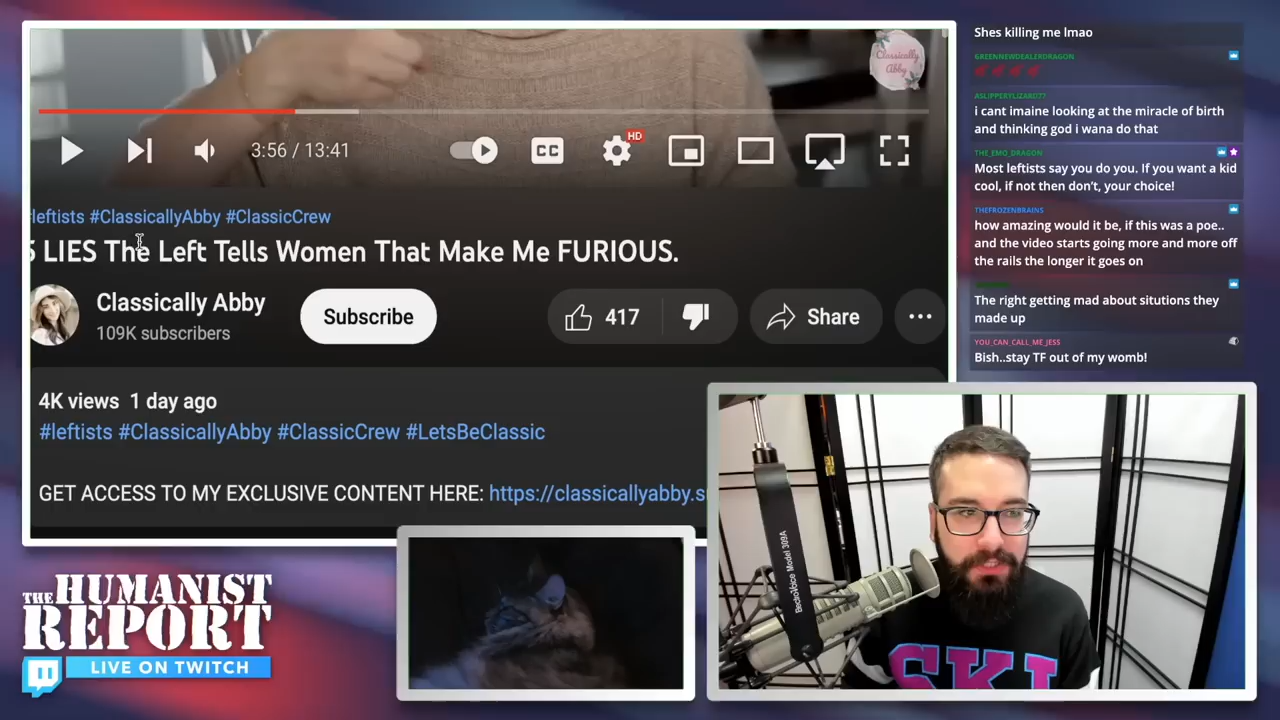 Classically
Abby
HD
CC
3:56 / 13:41
#leftists #ClassicallyAbby #ClassicCrew
5 LIES The Left Tells Women That Make Me FURIOUS.
Classically Abby
109K subscribers
Subscribe
417
Share
4K views 1 day ago
#leftists #ClassicallyAbby #ClassicCrew #LetsBeClassic
GET ACCESS TO MY EXCLUSIVE CONTENT HERE: https://classicallyabby.s
Shes killing me lmao
GREENNEWDEALERDRAGON
ASLIPPERYLIZARD77
i cant imaine looking at the miracle of birth
and thinking god i wana do that
THE_EMO_DRAGON
Most leftists say you do you. If you want a kid
cool, if not then don't, your choice!
THEFROZENBRAINS
how amazing would it be, if this was a poe..
and the video starts going more and more off
the rails the longer it goes on
The right getting mad about situtions they
made up
YOU_CAN_CALL_ME_JESS
Bish..stay TF out of my womb!
THE HUMANIST
REPORT
LIVE ON TWITCH
ElectroVoice Model 309A
SKI